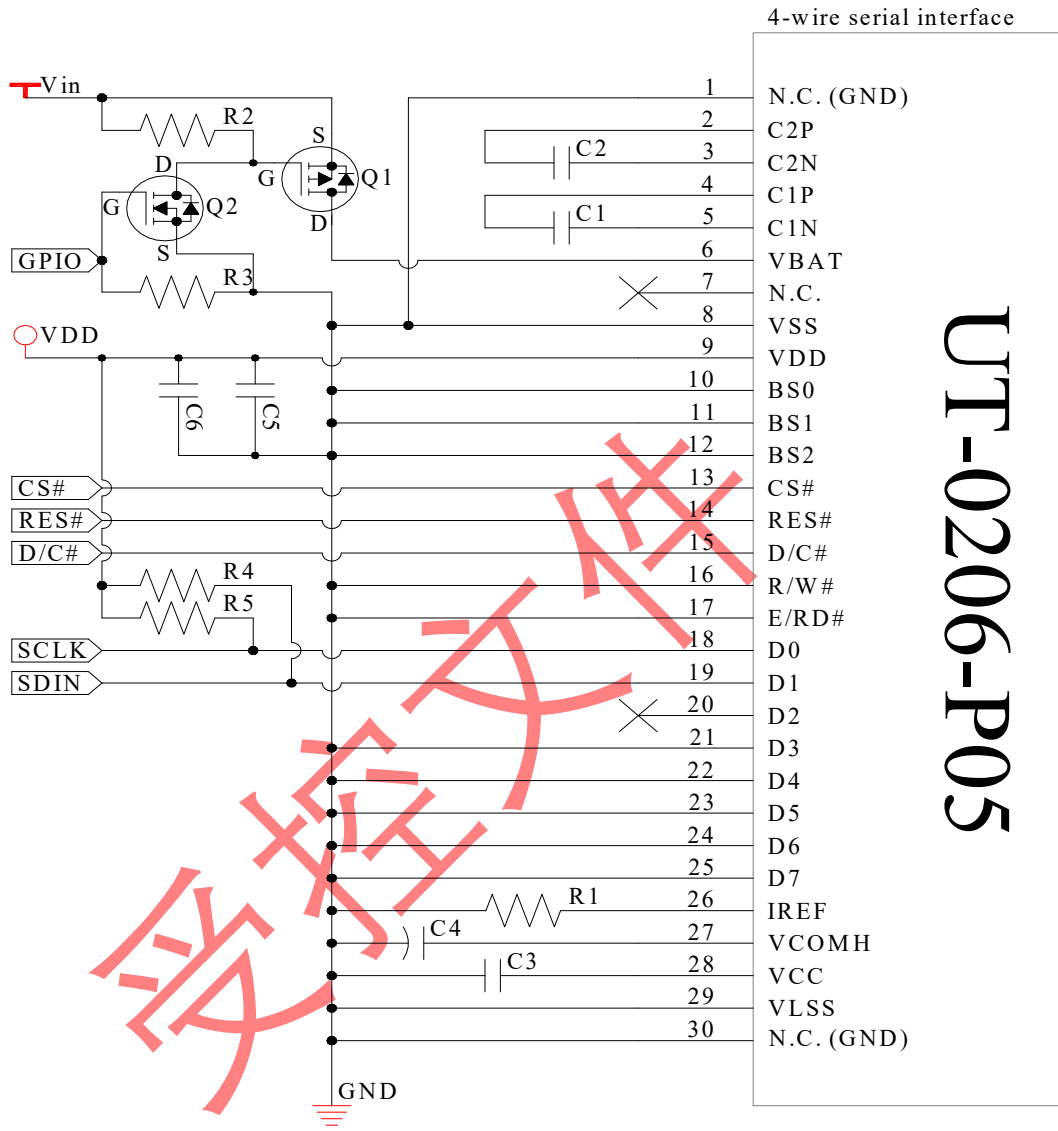 4-wire serial interface
Vin
R2
S
D
G
Q1
G
Q2
D
S
GPIO
R3
VDD
C6
C5
CS#
RES#
D/C#
R4
R5
SCLK
SDIN
C2
C1
R1
C4
C3
GND
1 N.C. (GND)
2 C2P
3 C2N
4 C1P
5 C1N
6 VBAT
7 N.C.
8 VSS
9 VDD
10 BS0
11 BS1
12 BS2
13 CS#
14 RES#
15 D/C#
16 R/W#
17 E/RD#
18 D0
19 D1
20 D2
21 D3
22 D4
23 D5
24 D6
25 D7
26 IREF
27 VCOMH
28 VCC
29 VLSS
30 N.C. (GND)
UT-0206-P05
受控文件